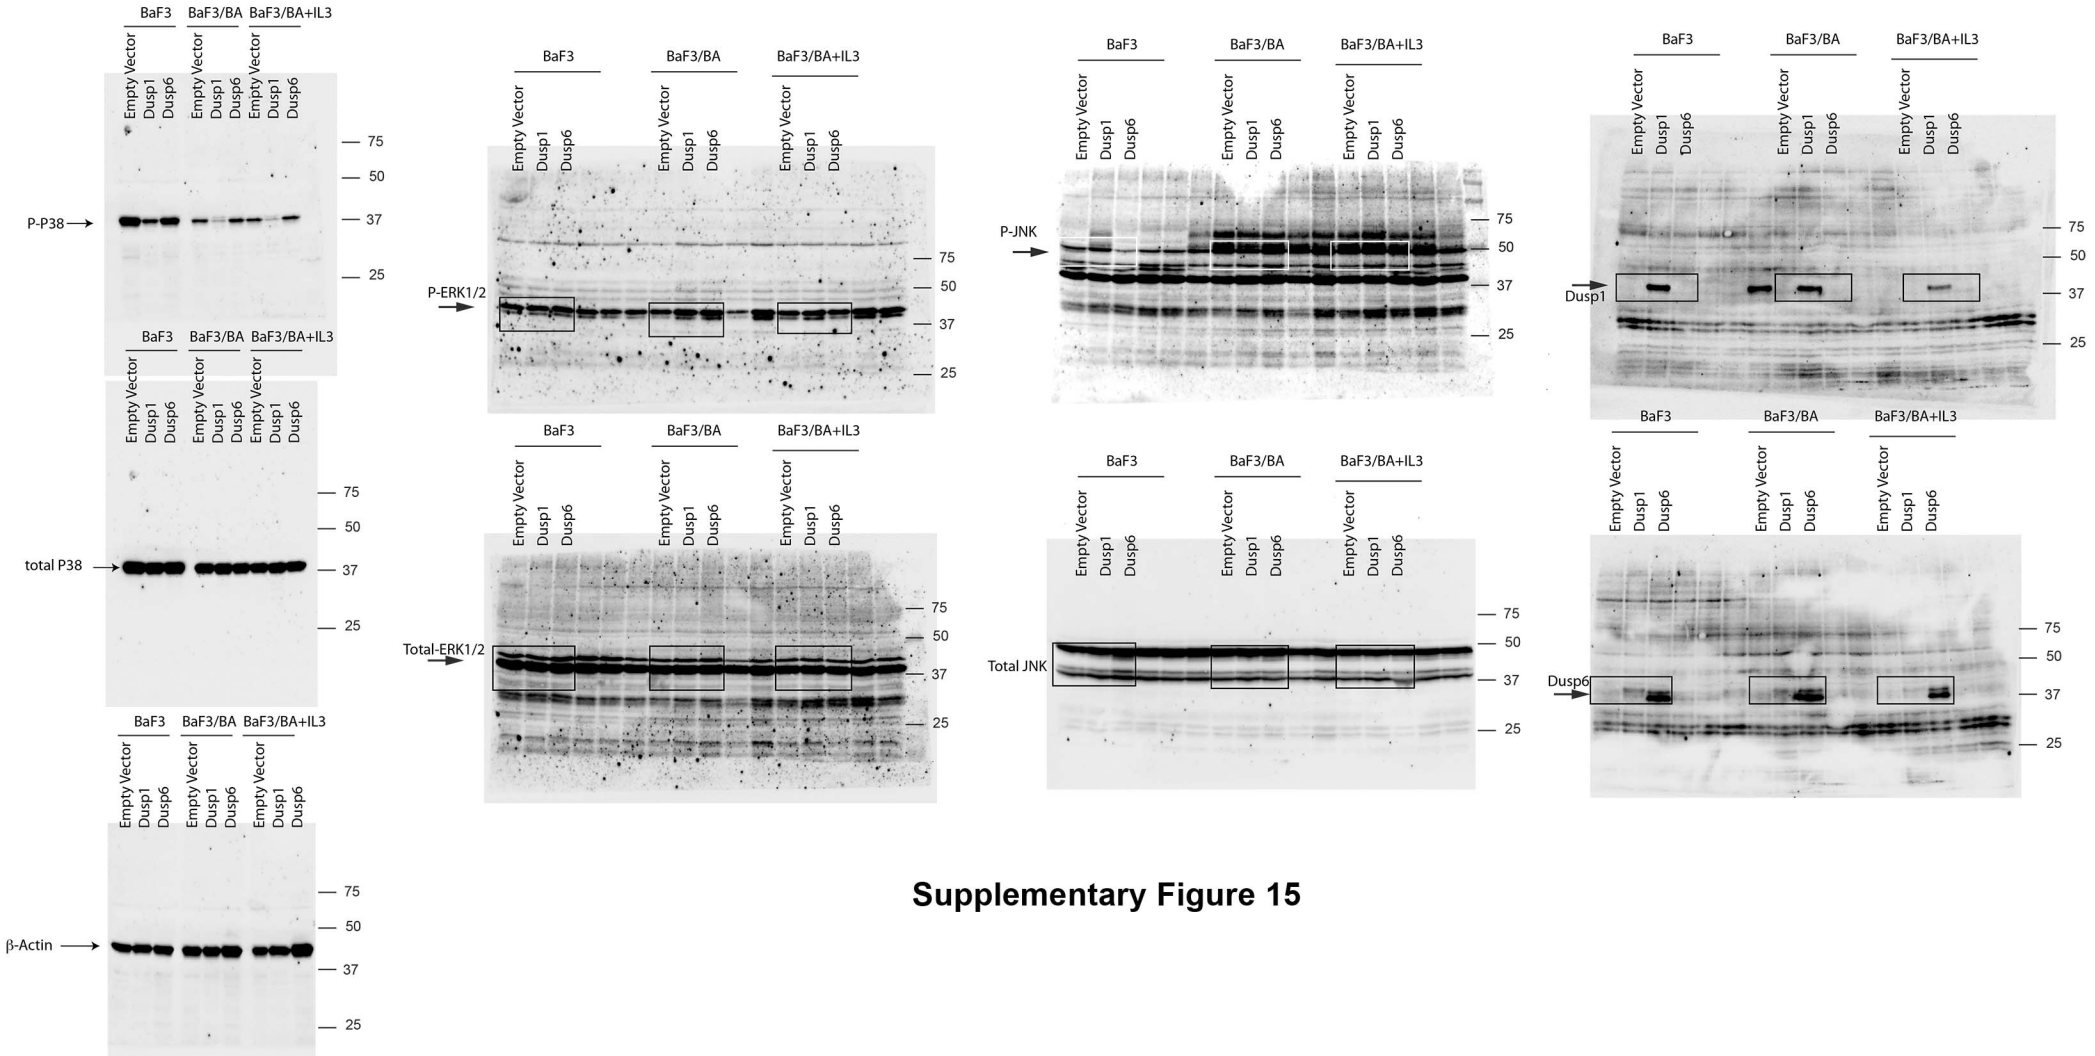 BaF3 BaF3/BA BaF3/BA+IL3
Empty Vector Dusp1 Dusp6 Empty Vector Dusp1 Dusp6 Empty Vector Dusp1 Dusp6
75
50
P-P38 37
25
BaF3 BaF3/BA BaF3/BA+IL3
Empty Vector Dusp1 Dusp6 Empty Vector Dusp1 Dusp6 Empty Vector Dusp1 Dusp6
75
50
total P38 37
25
BaF3 BaF3/BA BaF3/BA+IL3
Empty Vector Dusp1 Dusp6 Empty Vector Dusp1 Dusp6 Empty Vector Dusp1 Dusp6
75
50
β-Actin
37
25
BaF3 BaF3/BA BaF3/BA+IL3
Empty Vector Dusp1 Dusp6 Empty Vector Dusp1 Dusp6 Empty Vector Dusp1 Dusp6
75
50
P-ERK1/2
37
25
BaF3 BaF3/BA BaF3/BA+IL3
Empty Vector Dusp1 Dusp6 Empty Vector Dusp1 Dusp6 Empty Vector Dusp1 Dusp6
75
50
Total-ERK1/2
37
25
BaF3 BaF3/BA BaF3/BA+IL3
Empty Vector Dusp1 Dusp6 Empty Vector Dusp1 Dusp6 Empty Vector Dusp1 Dusp6
75
P-JNK
50
37
25
BaF3 BaF3/BA BaF3/BA+IL3
Empty Vector Dusp1 Dusp6 Empty Vector Dusp1 Dusp6 Empty Vector Dusp1 Dusp6
75
50
Total JNK
37
25
BaF3 BaF3/BA BaF3/BA+IL3
Empty Vector Dusp1 Dusp6 Empty Vector Dusp1 Dusp6 Empty Vector Dusp1 Dusp6
75
50
Dusp1 37
25
BaF3 BaF3/BA BaF3/BA+IL3
Empty Vector Dusp1 Dusp6 Empty Vector Dusp1 Dusp6 Empty Vector Dusp1 Dusp6
75
50
Dusp6
37
25
Supplementary Figure 15